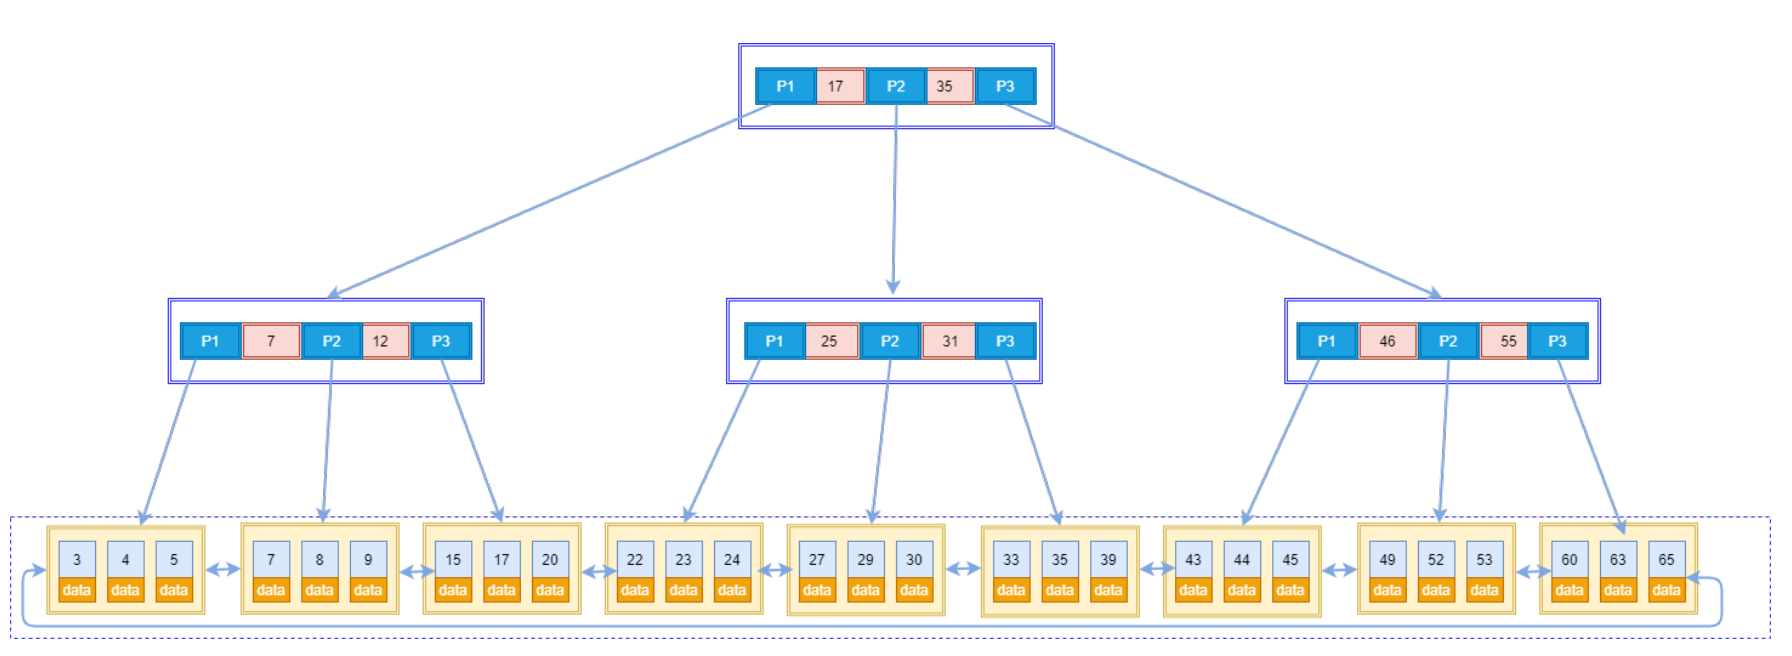 P1 17 P2 35 P3
P1 7 P2 12 P3
P1 25 P2 31 P3
P1 46 P2 55 P3
3 4 5
data data data
7 8 9
data data data
15 17 20
data data data
22 23 24
data data data
27 29 30
data data data
33 35 39
data data data
43 44 45
data data data
49 52 53
data data data
60 63 65
data data data